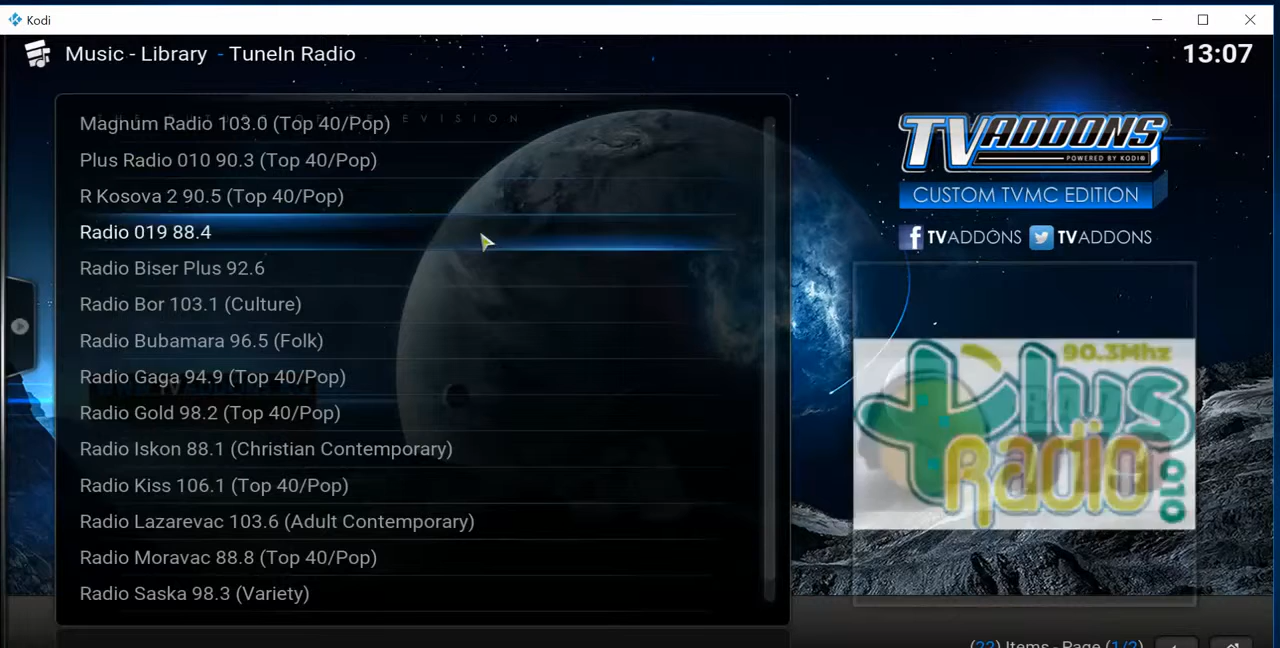 Kodi
Music - Library - TuneIn Radio
13:07
Magnum Radio 103.0 (Top 40/Pop)
Plus Radio 010 90.3 (Top 40/Pop)
R Kosova 2 90.5 (Top 40/Pop)
Radio 019 88.4
Radio Biser Plus 92.6
Radio Bor 103.1 (Culture)
Radio Bubamara 96.5 (Folk)
Radio Gaga 94.9 (Top 40/Pop)
Radio Gold 98.2 (Top 40/Pop)
Radio Iskon 88.1 (Christian Contemporary)
Radio Kiss 106.1 (Top 40/Pop)
Radio Lazarevac 103.6 (Adult Contemporary)
Radio Moravac 88.8 (Top 40/Pop)
Radio Saska 98.3 (Variety)
TVADDONS
POWERED BY KODI®
CUSTOM TVMC EDITION
f TVADDONS TVADDONS
90.3Mhz
Plus
Radio
010
(22) Items - Page (1/2)